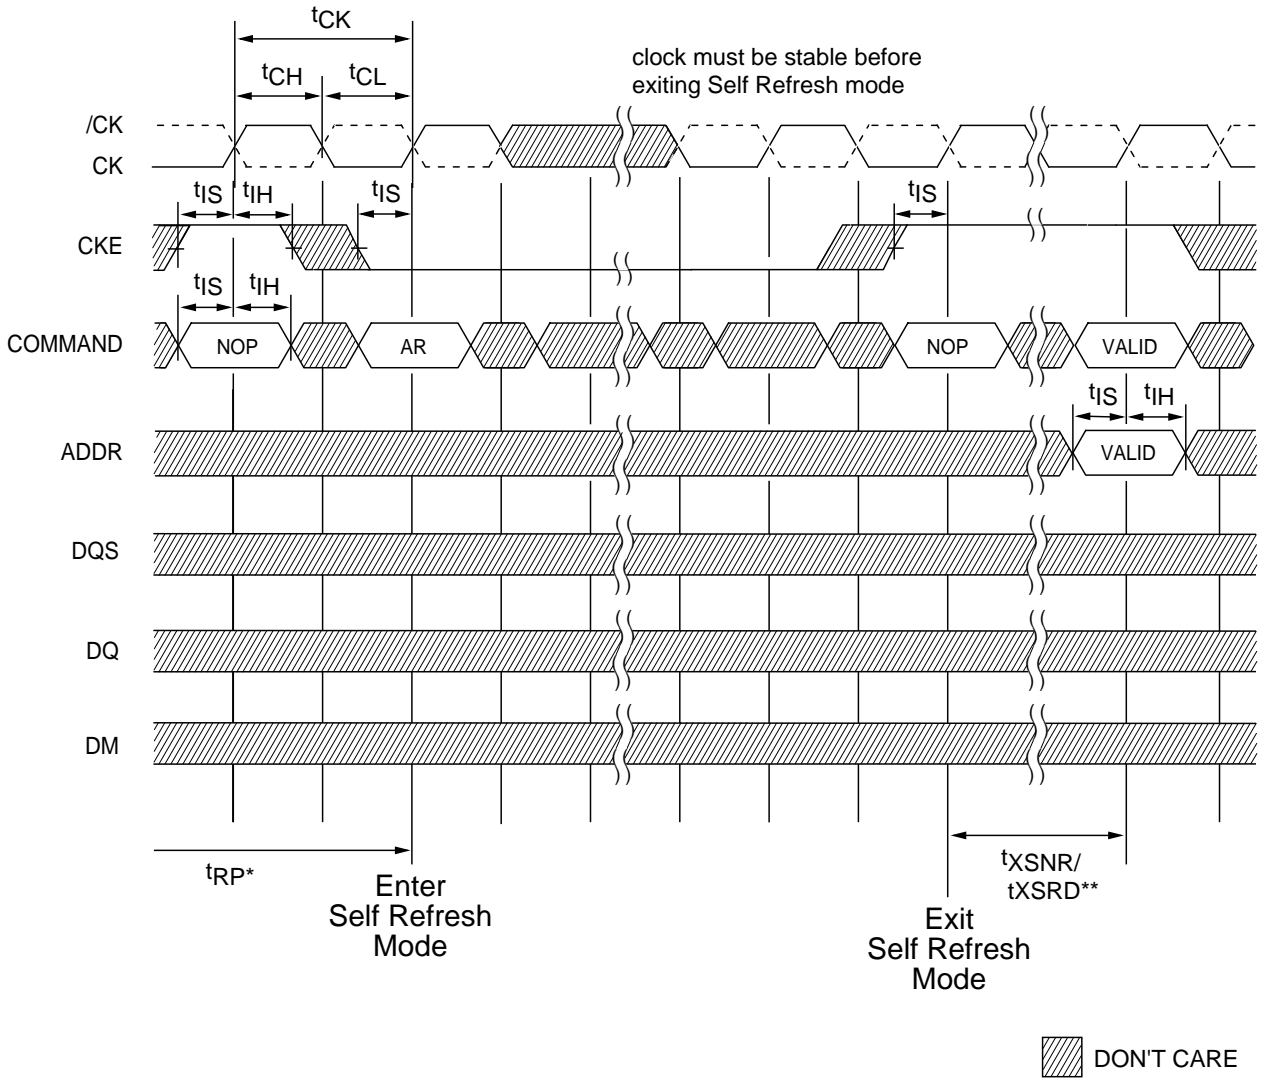 tCK
clock must be stable before
exiting Self Refresh mode
tCH
tCL
/CK
CK
tIS
tIH
tIS
tIS
CKE
tIS
tIH
COMMAND
NOP
AR
NOP
VALID
tIS
tIH
ADDR
VALID
DQS
DQ
DM
tRP*
Enter
Self Refresh
Mode
tXSNR/
tXSRD**
Exit
Self Refresh
Mode
DON'T CARE